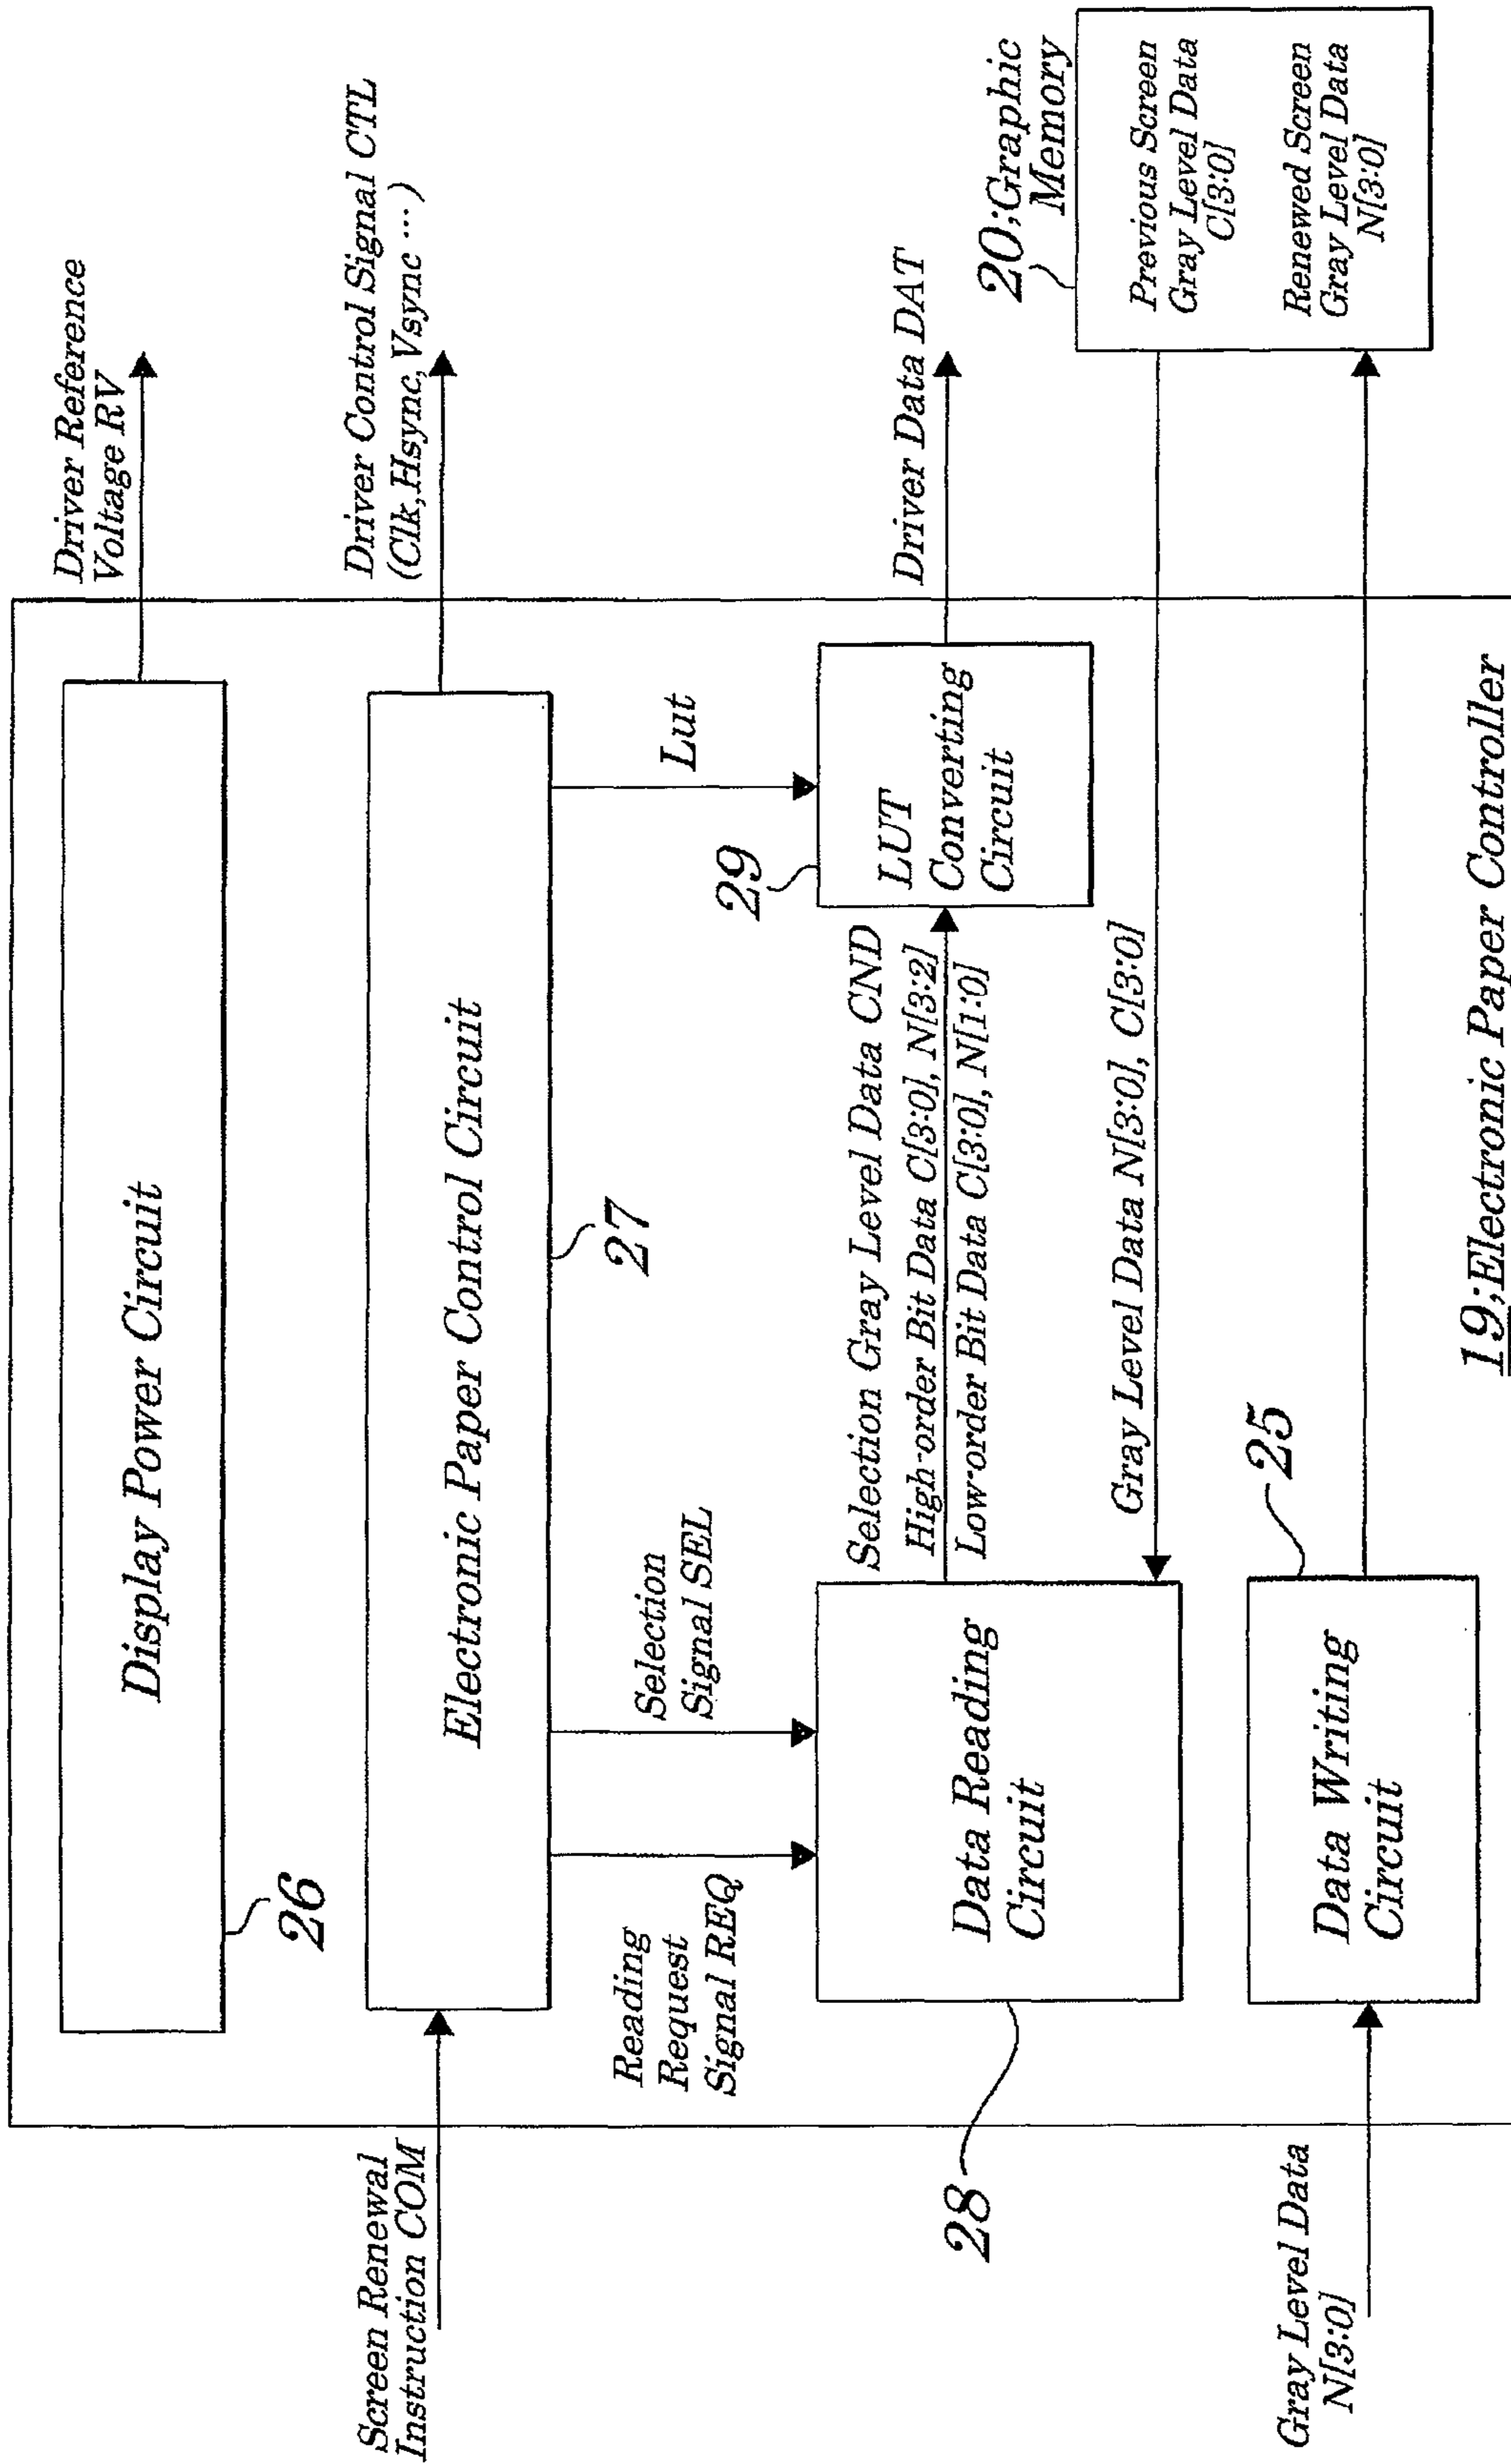 Driver Reference
Voltage RV
Display Power Circuit
26
Driver Control Signal CTL
(Clk,Hsync,Vsync ···)
Screen Renewal
Instruction COM
Electronic Paper Control Circuit
27
Reading
Request
Signal REQ
Selection
Signal SEL
Lut
29
LUT
Converting
Circuit
Driver Data DAT
Selection Gray Level Data CND
High-order Bit Data C[3:0], N[3:2]
Low-order Bit Data C[3:0], N[1:0]
Data Reading
Circuit
28
20;Graphic
Memory
Previous Screen
Gray Level Data
C[3:0]
Renewed Screen
Gray Level Data
N[3:0]
Gray Level Data N[3:0], C[3:0]
25
Data Writing
Circuit
Gray Level Data
N[3:0]
19;Electronic Paper Controller